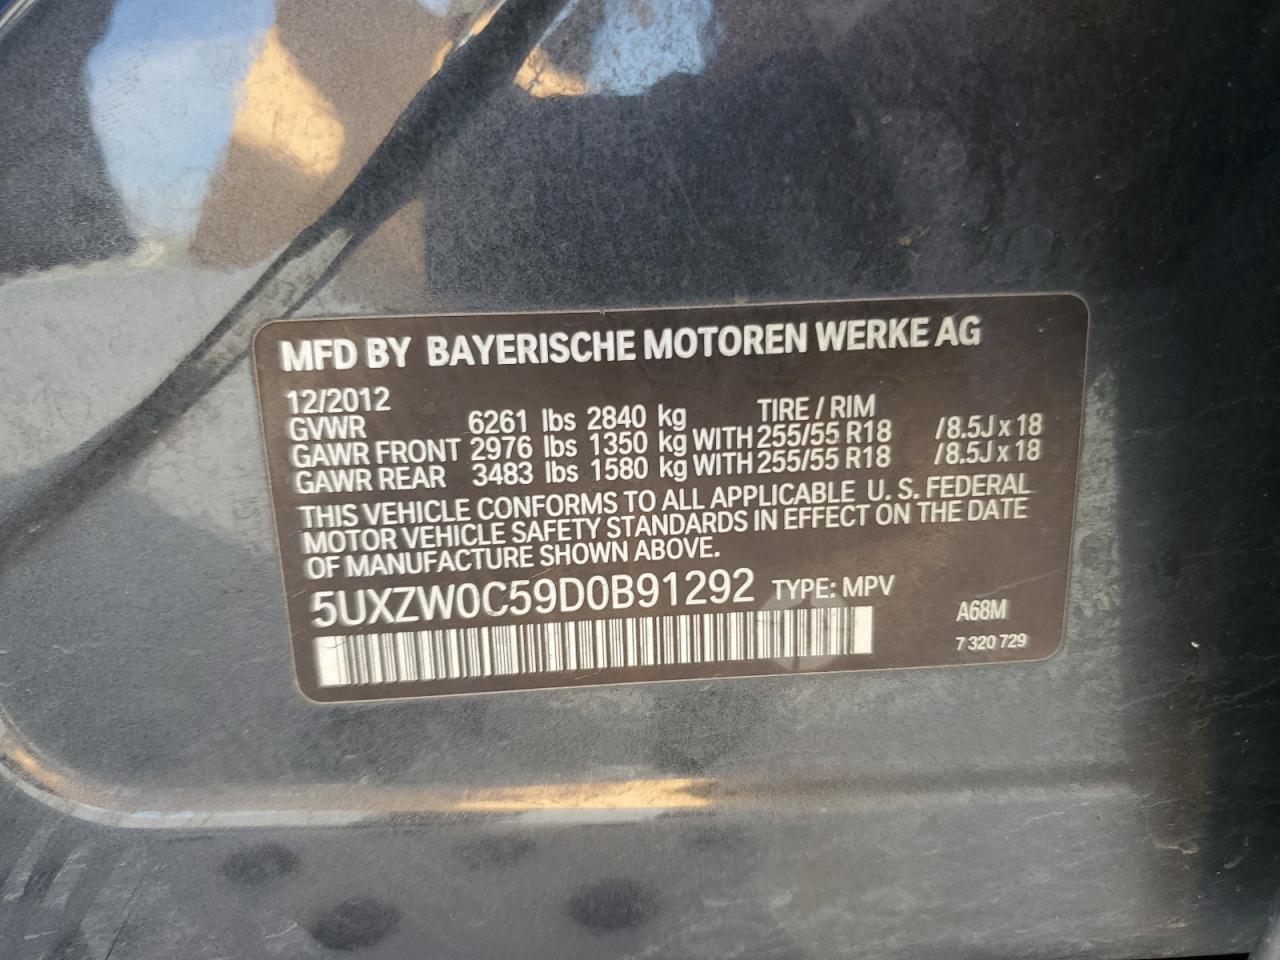 MFD BY BAYERISCHE MOTOREN WERKE AG
12/2012 TIRE / RIM
GVWR 6261 lbs 2840 kg
GAWR FRONT 2976 lbs 1350 kg WITH 255/55 R18 /8.5J x 18
GAWR REAR 3483 lbs 1580 kg WITH 255/55 R18 /8.5J x 18
THIS VEHICLE CONFORMS TO ALL APPLICABLE U. S. FEDERAL
MOTOR VEHICLE SAFETY STANDARDS IN EFFECT ON THE DATE
OF MANUFACTURE SHOWN ABOVE.
5UXZW0C59D0B91292 TYPE: MPV
A68M
7 320 729